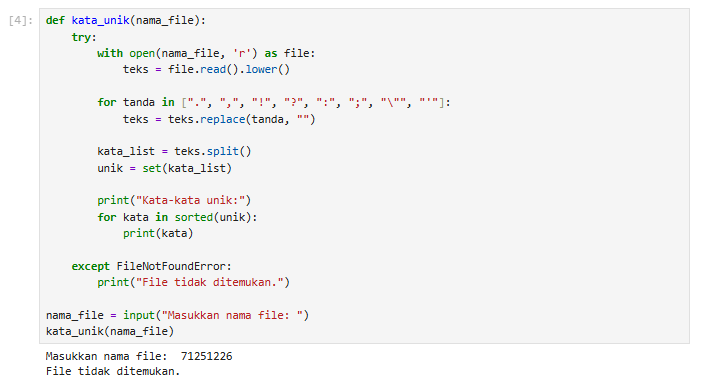 [4]: def kata_unik(nama_file):
    try:
        with open(nama_file, 'r') as file:
            teks = file.read().lower()
        for tanda in [".", ",", "!", "?", ":", ";", "\"", "'"]:
            teks = teks.replace(tanda, "")
        kata_list = teks.split()
        unik = set(kata_list)
        print("Kata-kata unik:")
        for kata in sorted(unik):
            print(kata)
    except FileNotFoundError:
        print("File tidak ditemukan.")
nama_file = input("Masukkan nama file: ")
kata_unik(nama_file)
Masukkan nama file:  71251226
File tidak ditemukan.